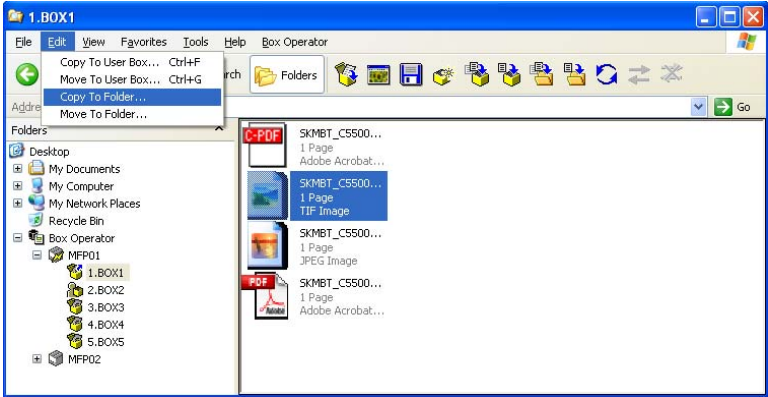 1.BOX1
File Edit View Favorites Tools Help Box Operator
Copy To User Box... Ctrl+F
Move To User Box... Ctrl+G
Copy To Folder...
Move To Folder...
rch Folders
Addre Go
Folders
Desktop
My Documents
My Computer
My Network Places
Recycle Bin
Box Operator
MFP01
1.BOX1
2.BOX2
3.BOX3
4.BOX4
5.BOX5
MFP02
C-PDF
SKMBT_C5500...
1 Page
Adobe Acrobat...
SKMBT_C5500...
1 Page
TIF Image
SKMBT_C5500...
1 Page
JPEG Image
PDF
Adobe
SKMBT_C5500...
1 Page
Adobe Acrobat...